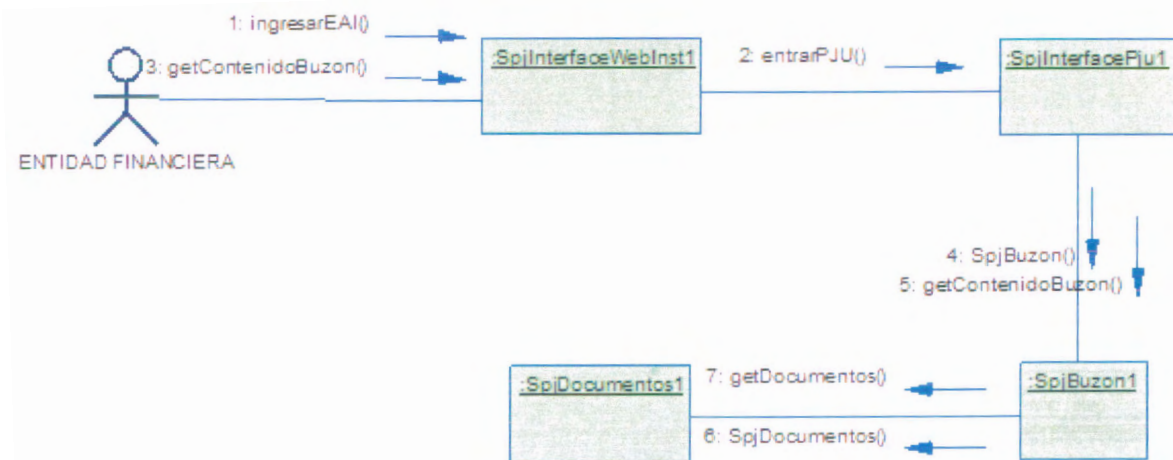 1: ingresarEAI()
:SpjInterfaceWebInst1
2: entrarPJU()
:SpjInterfacePju1
3: getContenidoBuzon()
ENTIDAD FINANCIERA
4: SpjBuzon()
5: getContenidoBuzon()
:SpjDocumentos1
7: getDocumentos()
:SpjBuzon1
6: SpjDocumentos()